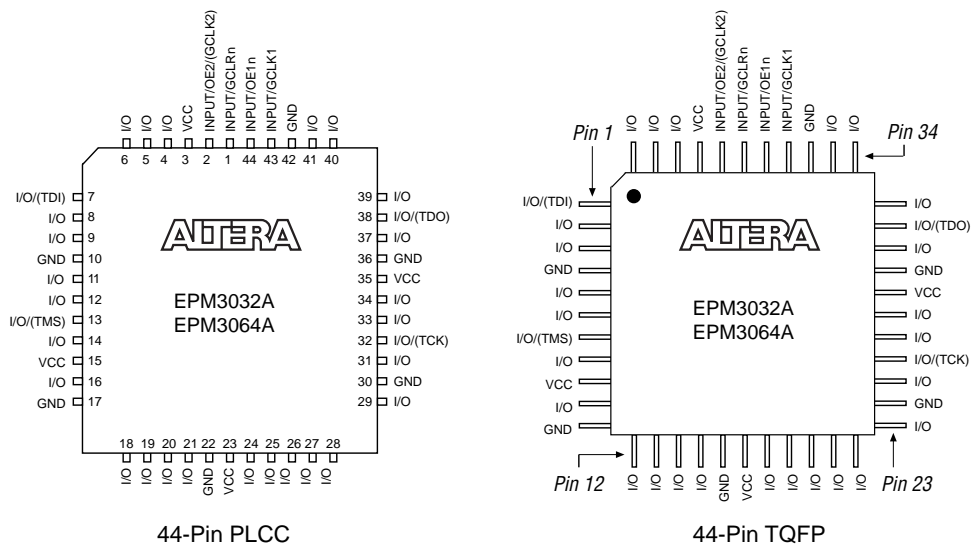 INPUT/OE2/(GCLK2)
INPUT/GCLRn
INPUT/OE1n
INPUT/GCLK1
I/O
I/O
I/O
VCC
GND
I/O
I/O
6 5 4 3 2 1 44 43 42 41 40
I/O/(TDI) 7
I/O 8
I/O 9
GND 10
I/O 11
I/O 12
I/O/(TMS) 13
I/O 14
VCC 15
I/O 16
GND 17
39 I/O
38 I/O/(TDO)
37 I/O
36 GND
35 VCC
34 I/O
33 I/O
32 I/O/(TCK)
31 I/O
30 GND
29 I/O
ALTERA
EPM3032A
EPM3064A
18 19 20 21 22 23 24 25 26 27 28
I/O
I/O
I/O
I/O
GND
VCC
I/O
I/O
I/O
I/O
I/O
44-Pin PLCC
I/O
I/O
I/O
VCC
INPUT/OE2/(GCLK2)
INPUT/GCLRn
INPUT/OE1n
INPUT/GCLK1
GND
I/O
I/O
Pin 1
Pin 34
I/O/(TDI)
I/O
I/O
GND
I/O
I/O
I/O/(TMS)
I/O
VCC
I/O
GND
I/O
I/O/(TDO)
I/O
GND
VCC
I/O
I/O
I/O/(TCK)
I/O
GND
I/O
ALTERA
EPM3032A
EPM3064A
Pin 12
Pin 23
I/O
I/O
I/O
I/O
GND
VCC
I/O
I/O
I/O
I/O
I/O
44-Pin TQFP